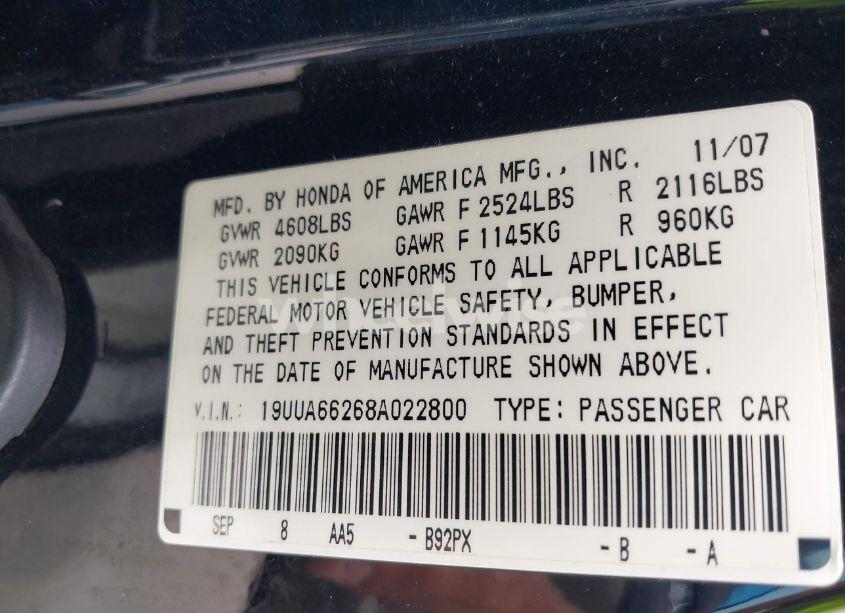 MFD. BY HONDA OF AMERICA MFG., INC. 11/07
GVWR 4608LBS GAWR F 2524LBS R 2116LBS
GVWR 2090KG GAWR F 1145KG R 960KG
THIS VEHICLE CONFORMS TO ALL APPLICABLE
FEDERAL MOTOR VEHICLE SAFETY, BUMPER,
AND THEFT PREVENTION STANDARDS IN EFFECT
ON THE DATE OF MANUFACTURE SHOWN ABOVE.
V.I.N.: 19UUA66268A022800 TYPE: PASSENGER CAR
SEP 8 AA5 - B92PX - B - A
wheelwise